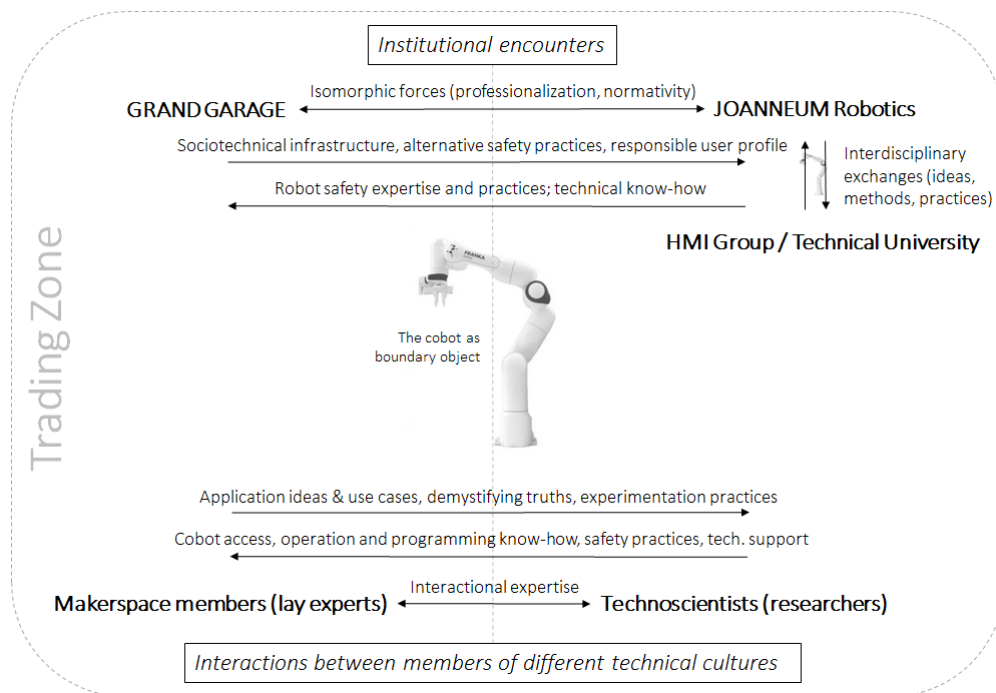 Institutional encounters
Isomorphic forces (professionalization, normativity)
GRAND GARAGE
JOANNEUM Robotics
Sociotechnical infrastructure, alternative safety practices, responsible user profile
Interdisciplinary
exchanges (ideas,
methods, practices)
Robot safety expertise and practices; technical know-how
HMI Group / Technical University
Trading Zone
FRANKA
The cobot as
boundary object
Application ideas & use cases, demystifying truths, experimentation practices
Cobot access, operation and programming know-how, safety practices, tech. support
Interactional expertise
Makerspace members (lay experts)
Technoscientists (researchers)
Interactions between members of different technical cultures